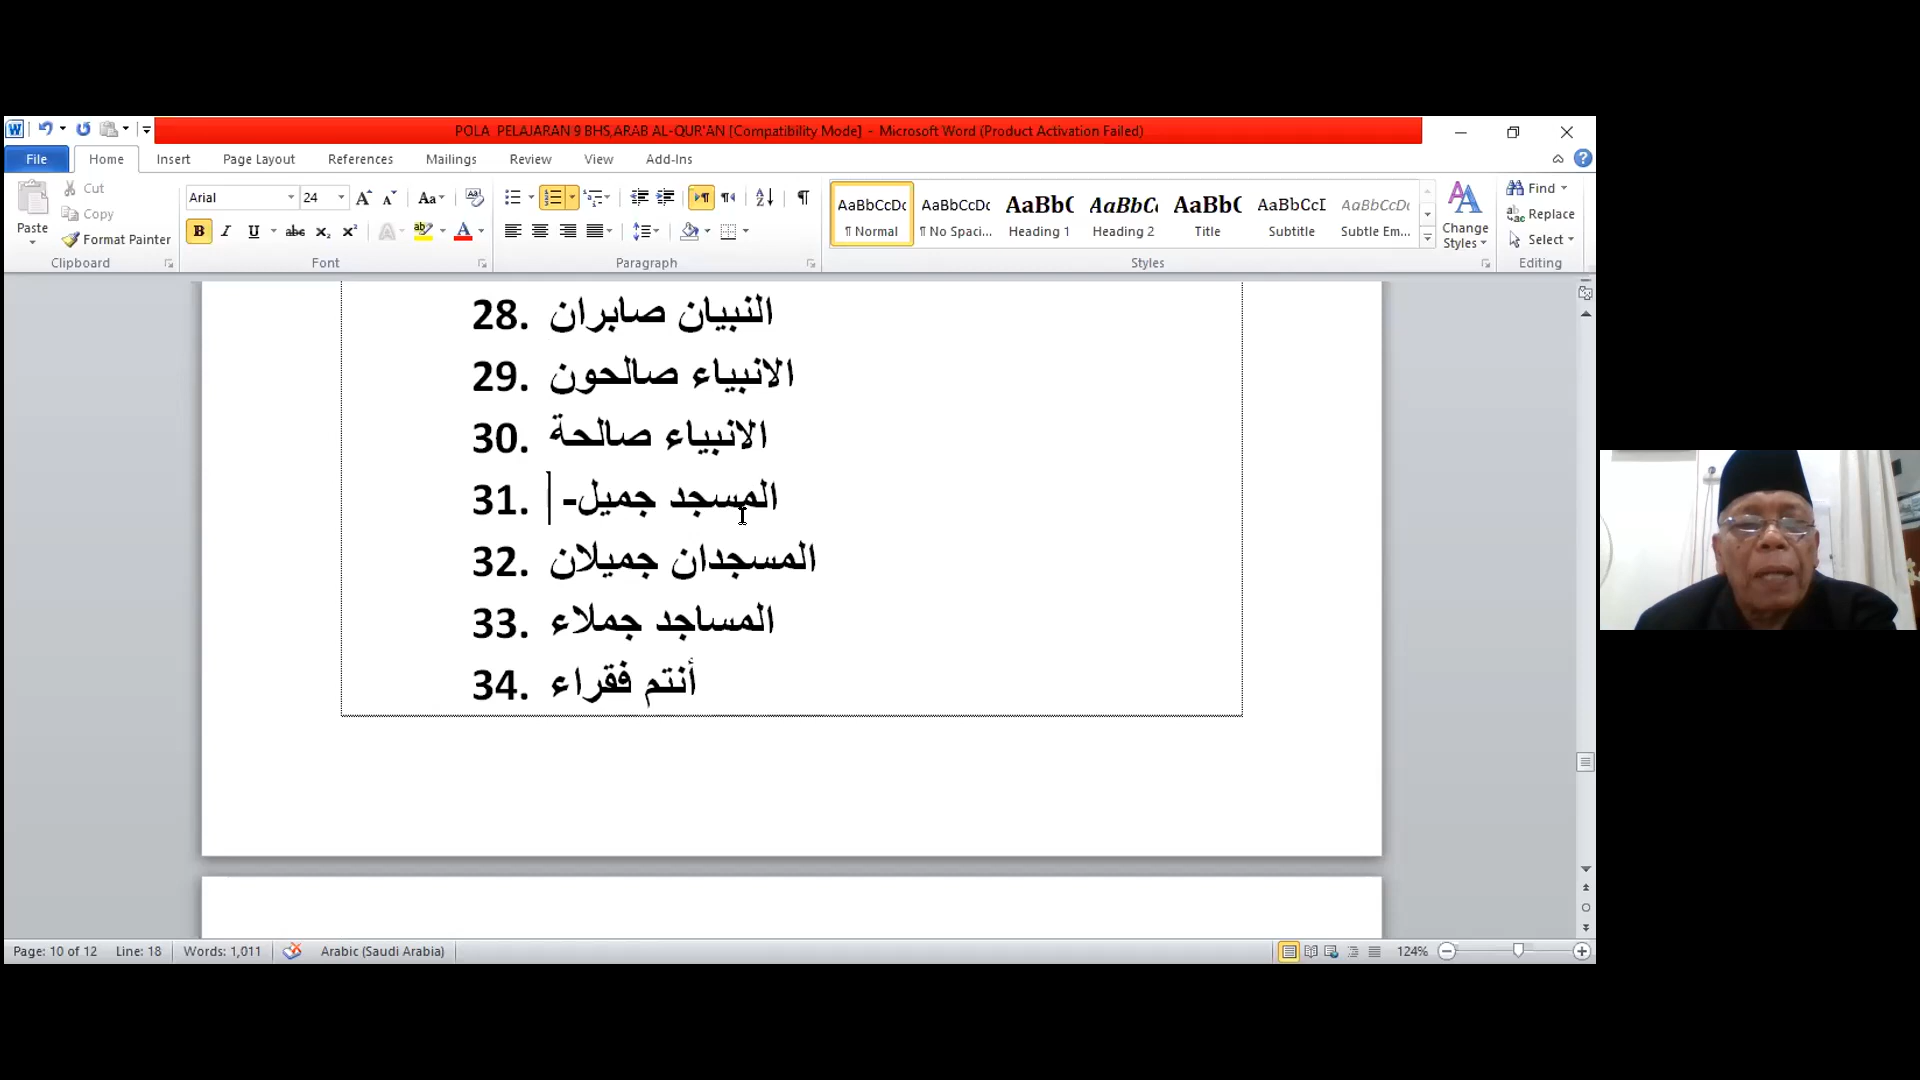 POLA PELAJARAN 9 BHS,ARAB AL-QUR'AN [Compatibility Mode] - Microsoft Word (Product Activation Failed)
File Home Insert Page Layout References Mailings Review View Add-Ins
Paste
Cut
Copy
Format Painter
Clipboard
Arial 24
Font
Paragraph
AaBbCcDc AaBbCcDc AaBbC AaBbC AaBbC AaBbCcI AaBbCcDc
¶ Normal ¶ No Spaci... Heading 1 Heading 2 Title Subtitle Subtle Em...
Change Styles
Styles
Find
Replace
Select
Editing
28. النبيان صابران
29. الانبياء صالحون
30. الانبياء صالحة
31. المسجد جميل-
32. المسجدان جميلان
33. المساجد جملاء
34. أنتم فقراء
Page: 10 of 12 Line: 18 Words: 1,011 Arabic (Saudi Arabia) 124%